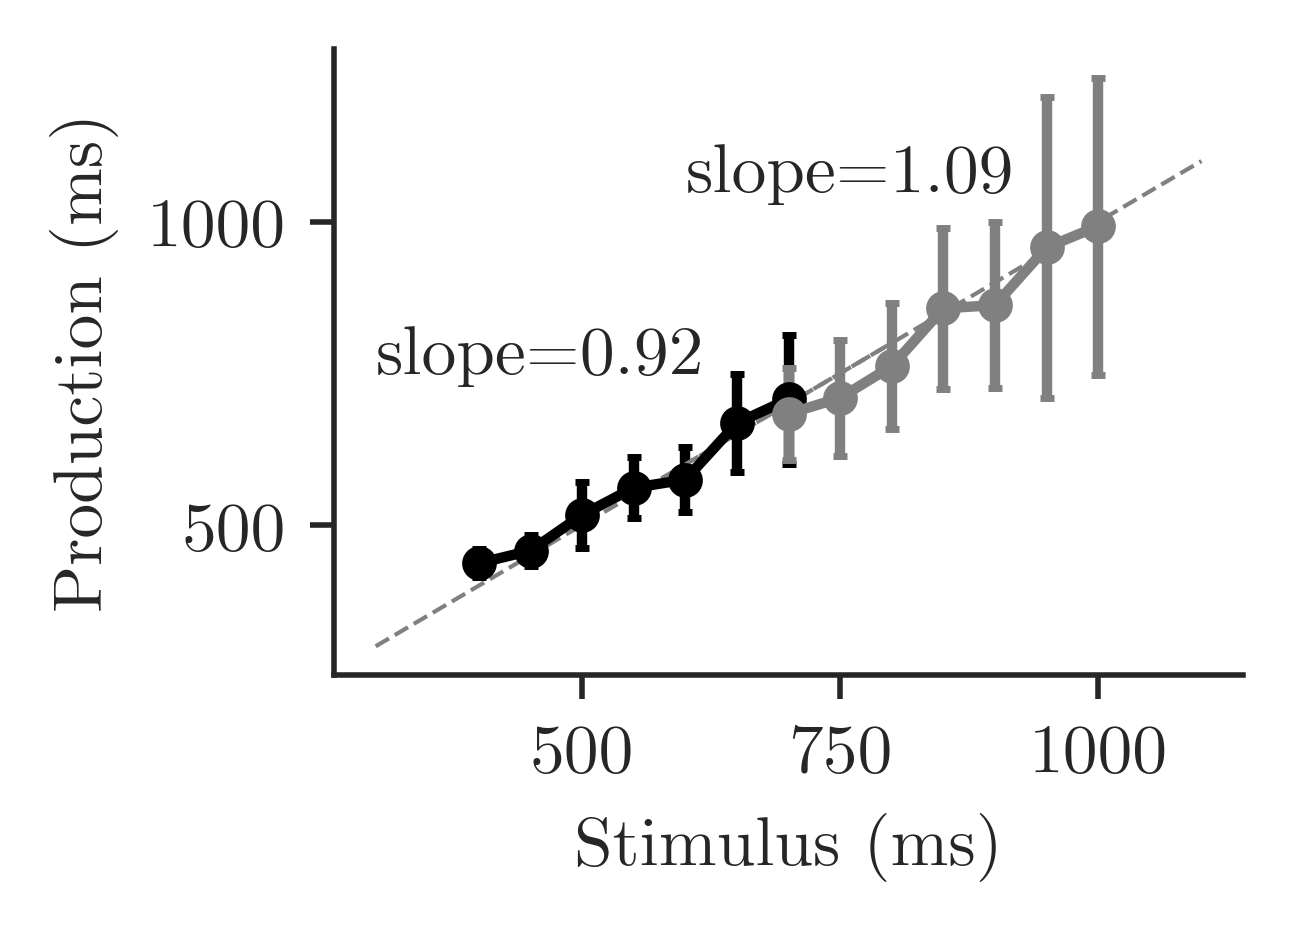 slope=1.09
slope=0.92
Production (ms)
1000
500
500 750 1000
Stimulus (ms)